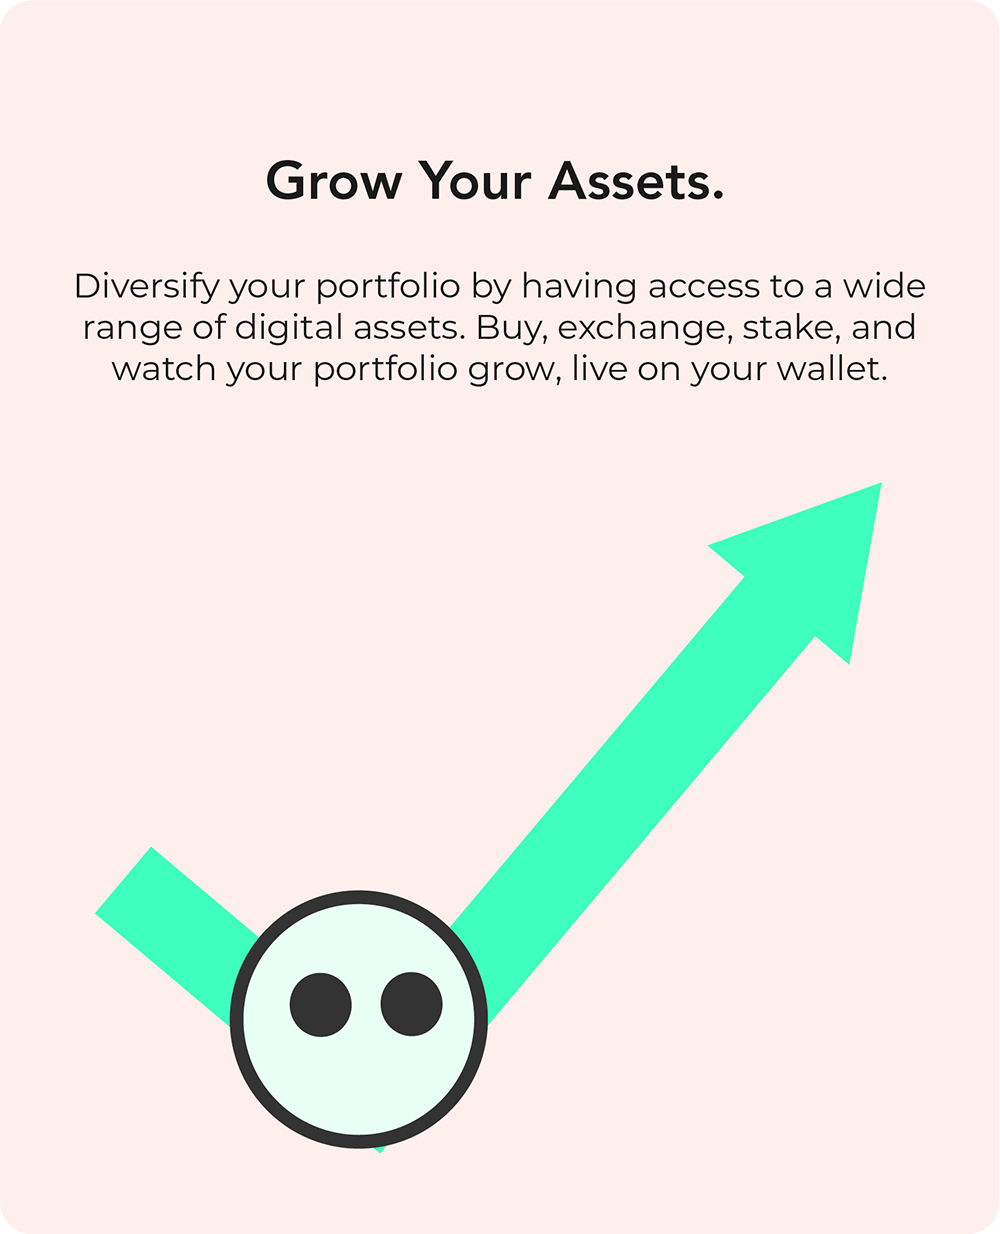 Grow Your Assets.
Diversify your portfolio by having access to a wide
range of digital assets. Buy, exchange, stake, and
watch your portfolio grow, live on your wallet.